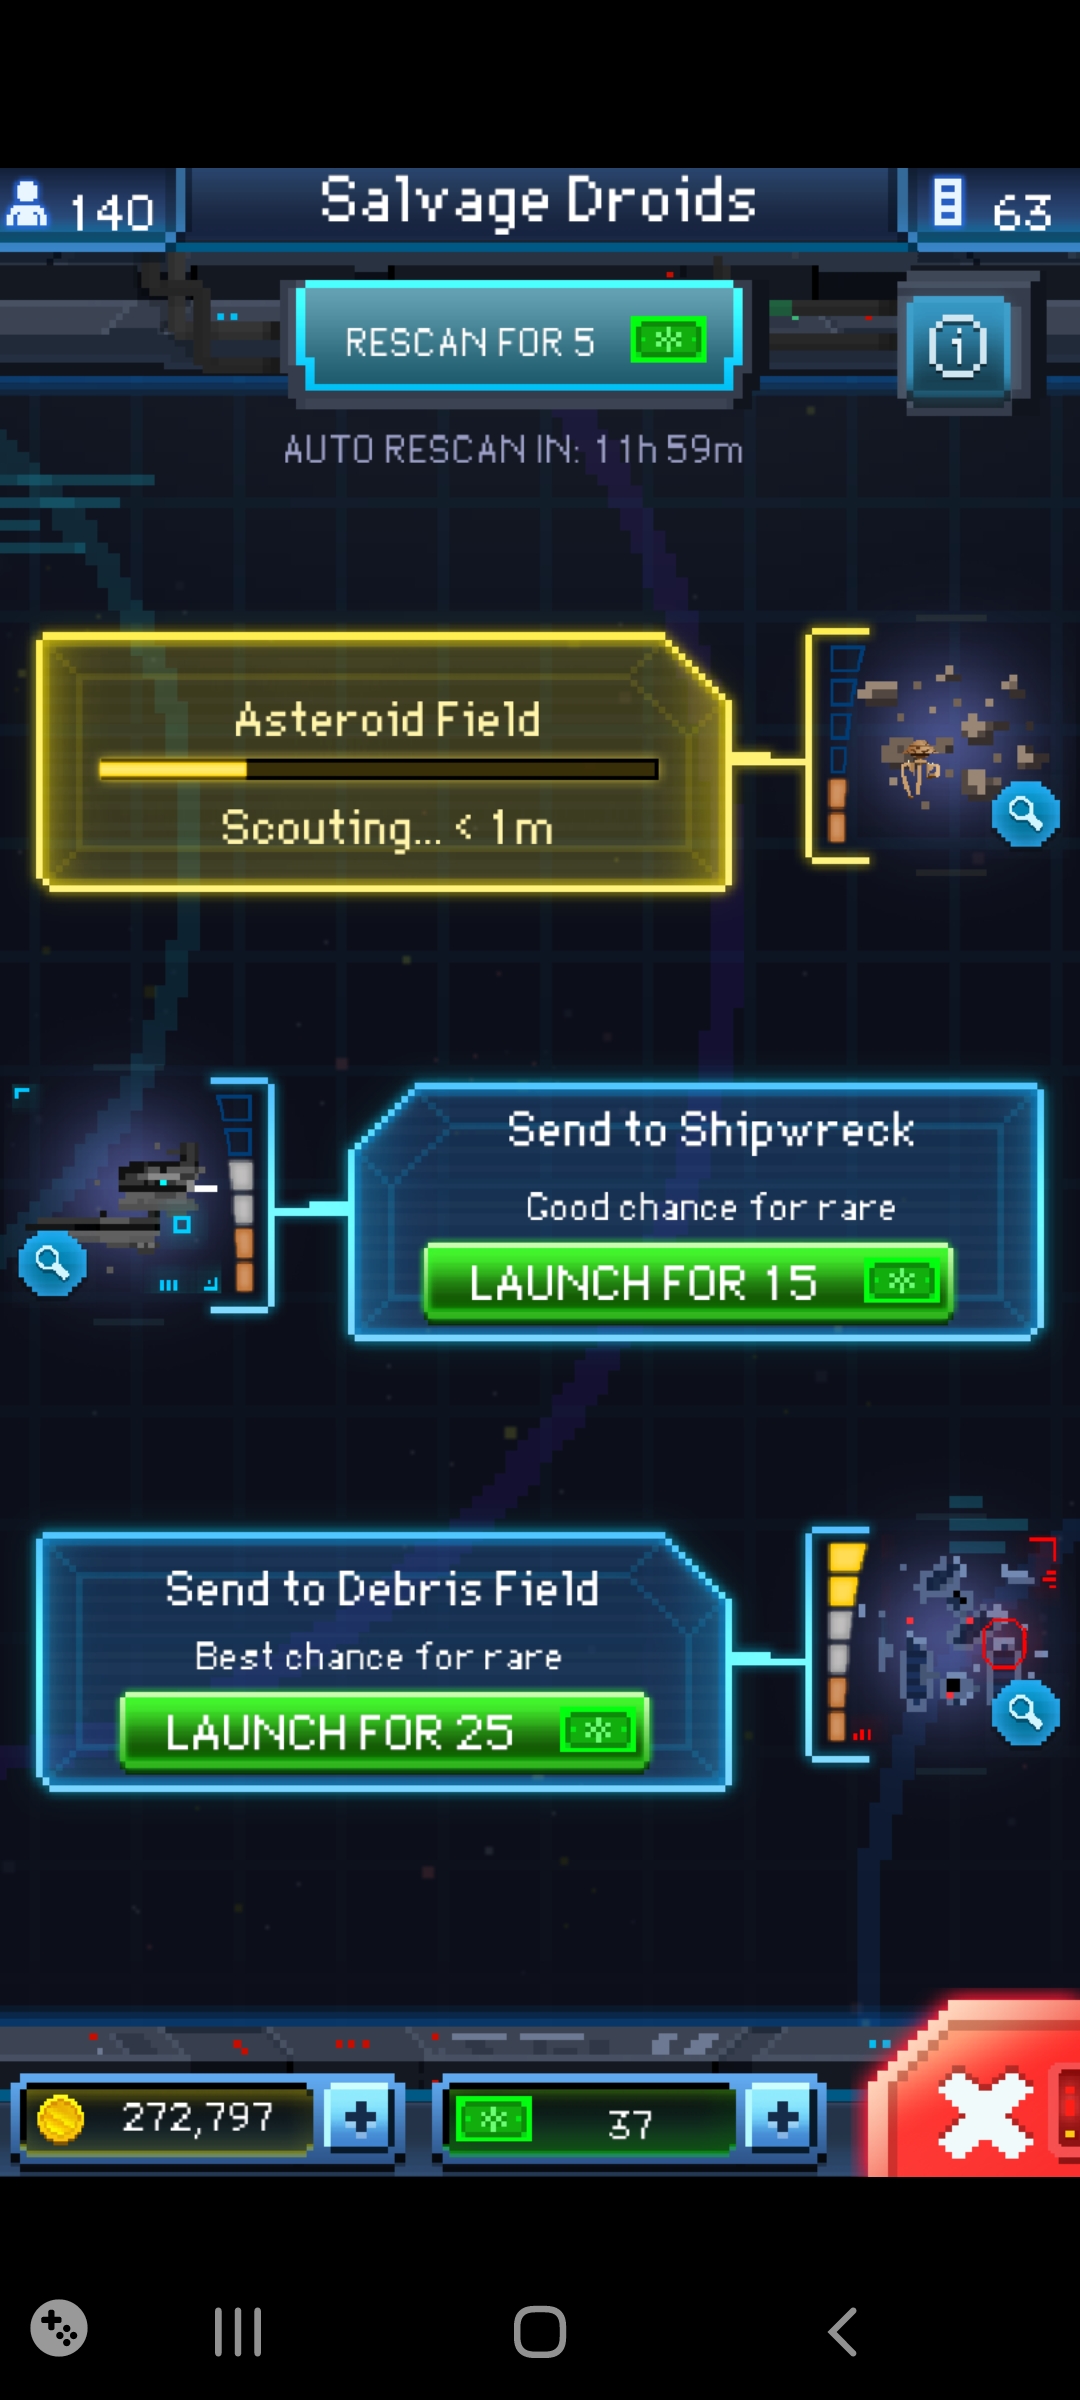 140
Salvage Droids
63
RESCAN FOR 5
AUTO RESCAN IN: 11h 59m
Asteroid Field
Scouting... < 1m
Send to Shipwreck
Good chance for rare
LAUNCH FOR 15
Send to Debris Field
Best chance for rare
LAUNCH FOR 25
272,797
37